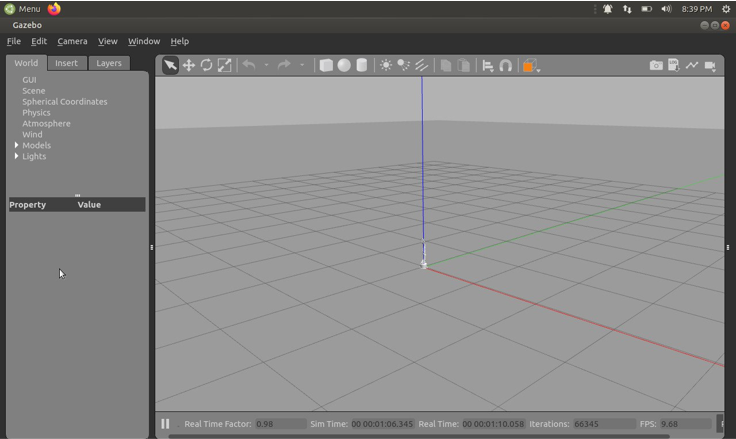 Menu 8:39 PM
Gazebo
File Edit Camera View Window Help
World Insert Layers
GUI
Scene
Spherical Coordinates
Physics
Atmosphere
Wind
Models
Lights
Property Value
Real Time Factor: 0.98 Sim Time: 00 00:01:06.345 Real Time: 00 00:01:10.058 Iterations: 66345 FPS: 9.68